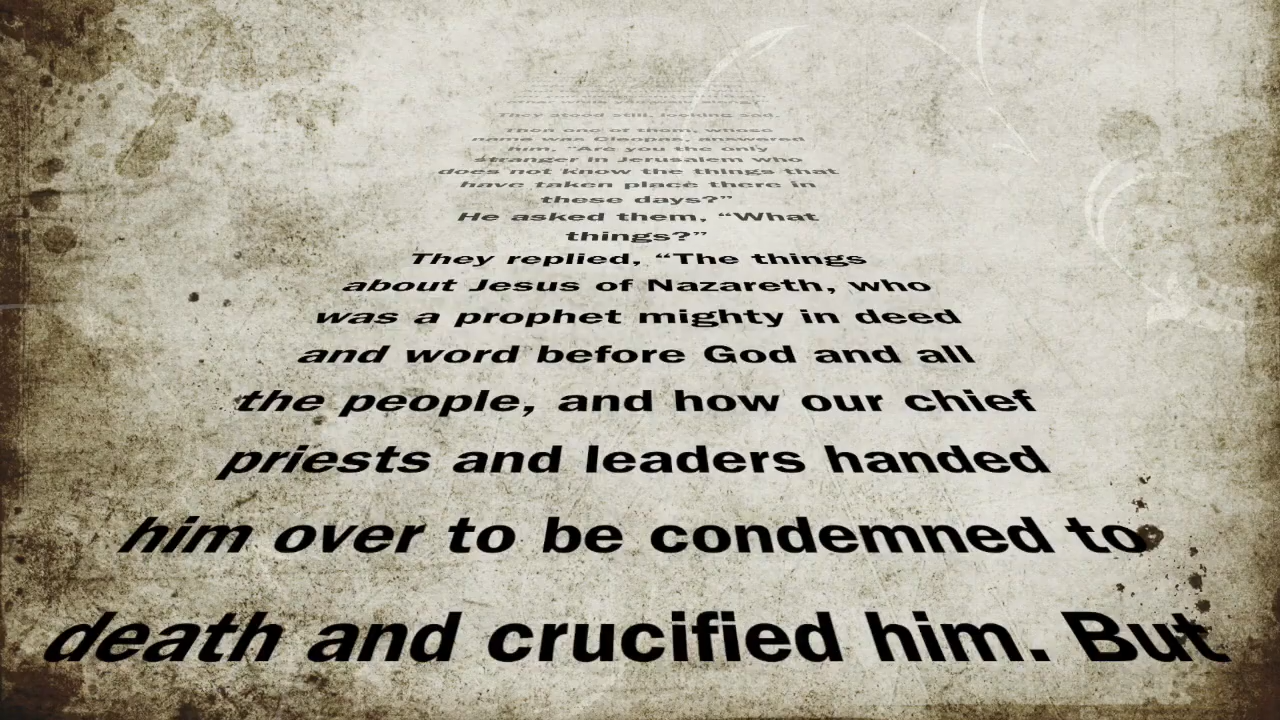 They stood still, looking sad.
Then one of them, whose
name was Cleopas, answered
him, “Are you the only
stranger in Jerusalem who
does not know the things that
have taken place there in
these days?”
He asked them, “What
things?”
They replied, “The things
about Jesus of Nazareth, who
was a prophet mighty in deed
and word before God and all
the people, and how our chief
priests and leaders handed
him over to be condemned to
death and crucified him. But